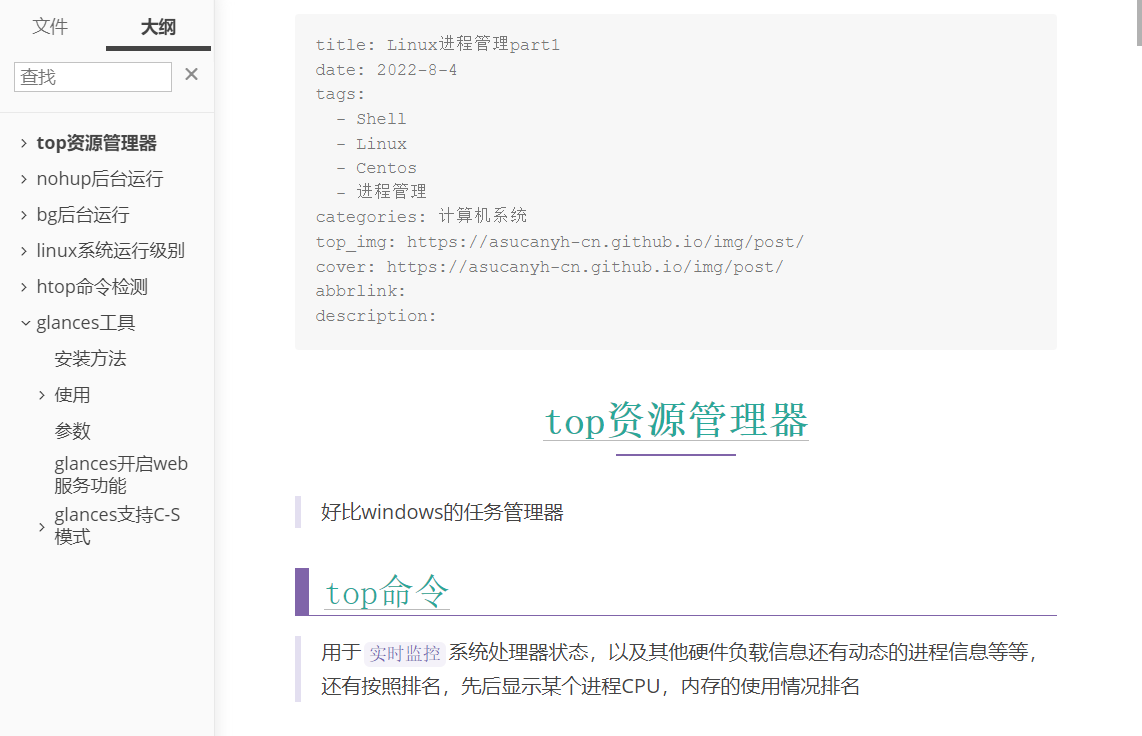 文件
大纲
查找
top资源管理器
nohup后台运行
bg后台运行
linux系统运行级别
htop命令检测
glances工具
安装方法
使用
参数
glances开启web
服务功能
glances支持C-S
模式
title: Linux进程管理part1
date: 2022-8-4
tags:
- Shell
- Linux
- Centos
- 进程管理
categories: 计算机系统
top_img: https://asucanyh-cn.github.io/img/post/
cover: https://asucanyh-cn.github.io/img/post/
abbrlink:
description:
top资源管理器
好比windows的任务管理器
top命令
用于实时监控系统处理器状态，以及其他硬件负载信息还有动态的进程信息等等，
还有按照排名，先后显示某个进程CPU，内存的使用情况排名